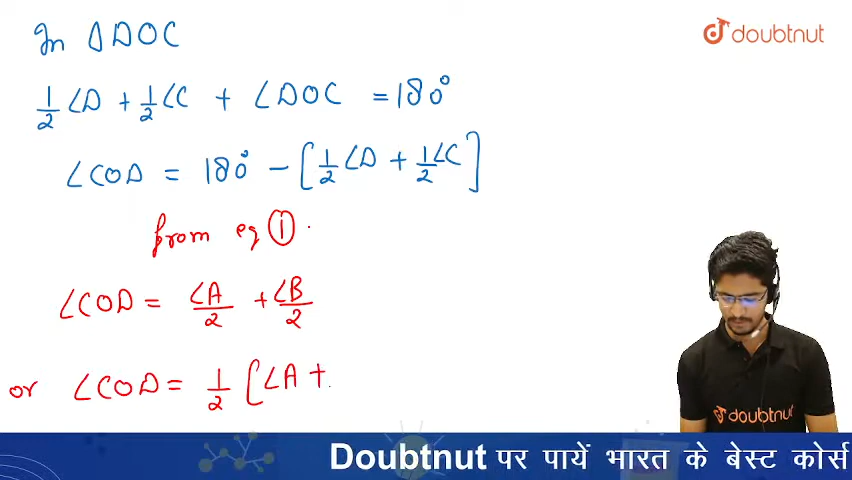 In ΔDOC
doubtnut
1/2 ∠D + 1/2 ∠C + ∠DOC = 180°
∠COD = 180° - [1/2 ∠D + 1/2 ∠C]
from eq ①.
∠COD = ∠A/2 + ∠B/2
or ∠COD = 1/2 [∠A +
doubtnut
Doubtnut पर पायें भारत के बेस्ट कोर्स